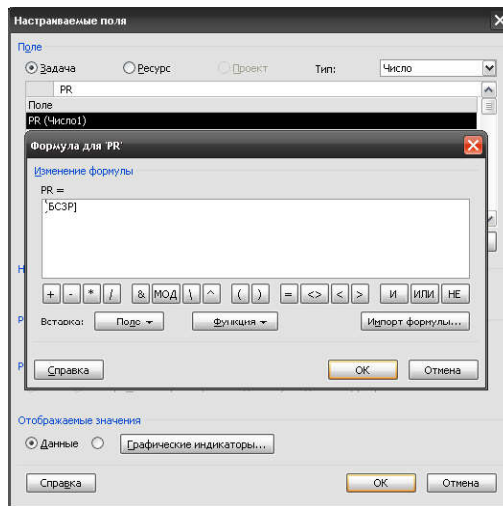 Настраиваемые поля
Поле
Задача Ресурс Проект Тип: Число
PR
Поле
PR (Число1)
Формула для 'PR'
Изменение формулы
PR =
[БСЗР]
+ - * / & МОД \ ^ ( ) = <> < > И ИЛИ НЕ
Вставка: Поле Функция Импорт формулы...
Справка ОК Отмена
Отображаемые значения
Данные Графические индикаторы...
Справка ОК Отмена